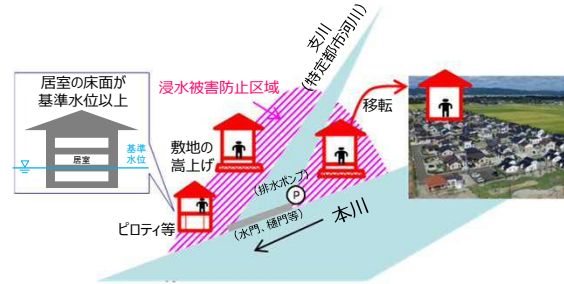 居室の床面が
基準水位以上
居室
基準
水位
浸水被害防止区域
支川
(特定都市河川)
移転
敷地の
嵩上げ
ピロティ等
(排水ポンプ)
P
(水門、樋門等)
本川